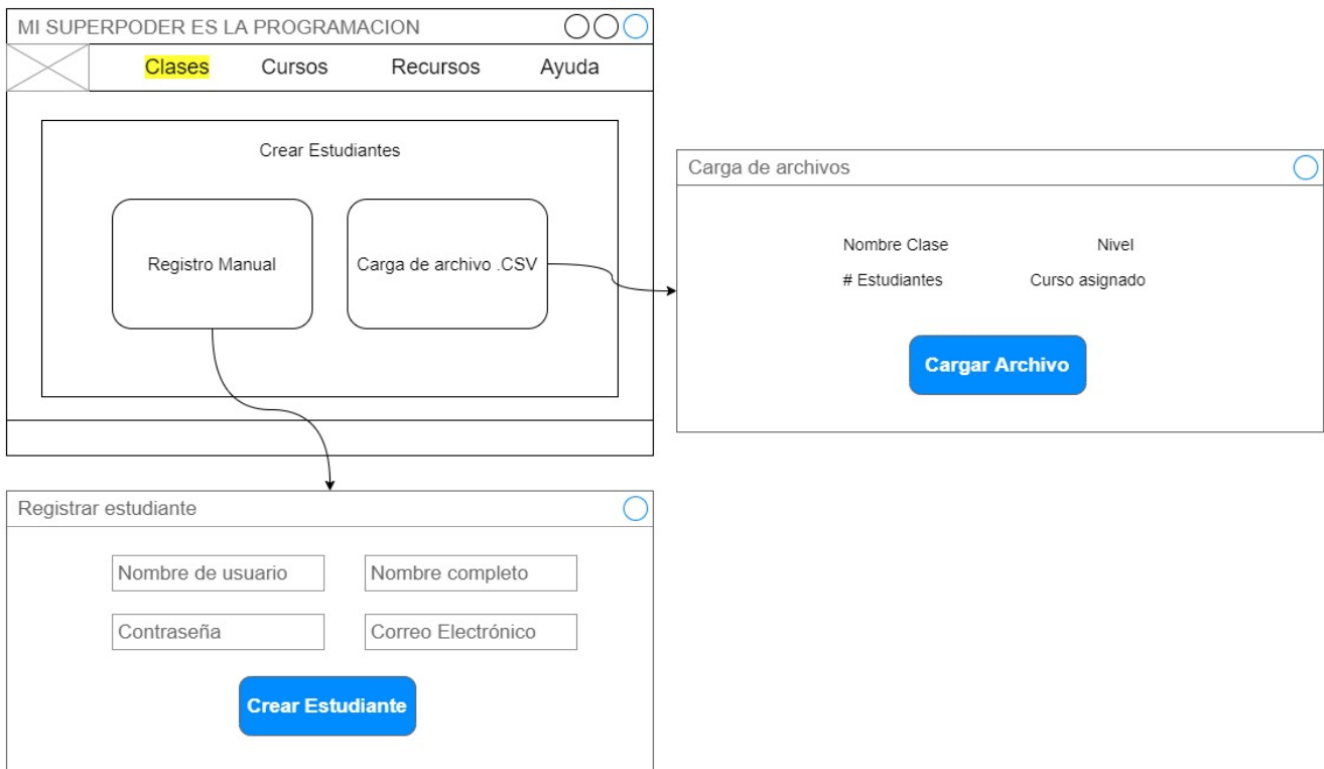 MI SUPERPODER ES LA PROGRAMACION
Clases Cursos Recursos Ayuda
Crear Estudiantes
Registro Manual
Carga de archivo .CSV
Carga de archivos
Nombre Clase Nivel
# Estudiantes Curso asignado
Cargar Archivo
Registrar estudiante
Nombre de usuario Nombre completo
Contraseña Correo Electrónico
Crear Estudiante